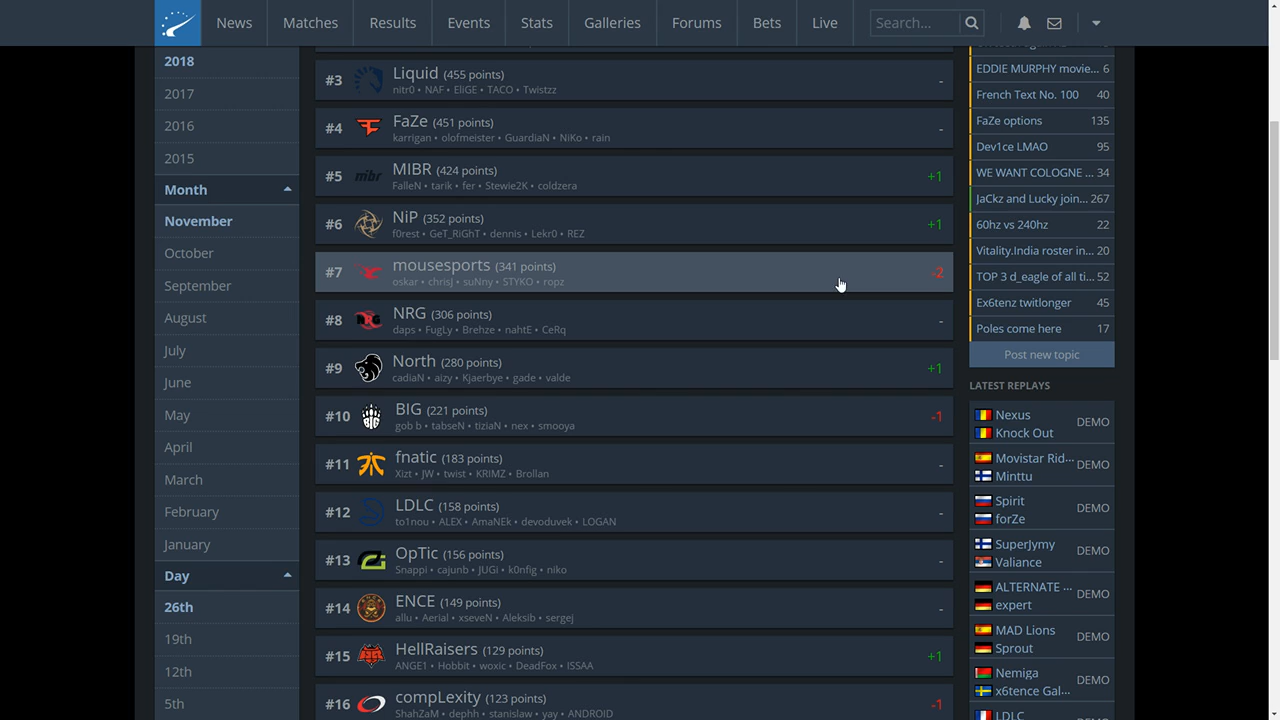 News Matches Results Events Stats Galleries Forums Bets Live Search...
2018
2017
2016
2015
Month
November
October
September
August
July
June
May
April
March
February
January
Day
26th
19th
12th
5th
#3 Liquid (455 points) -
nitr0 • NAF • EliGE • TACO • Twistzz
#4 FaZe (451 points) -
karrigan • olofmeister • GuardiaN • NiKo • rain
#5 mibr MIBR (424 points) +1
FalleN • tarik • fer • Stewie2K • coldzera
#6 NiP (352 points) +1
f0rest • GeT_RiGhT • dennis • Lekr0 • REZ
#7 mousesports (341 points) -2
oskar • chrisJ • suNny • STYKO • ropz
#8 NRG NRG (306 points) -
daps • FugLy • Brehze • nahtE • CeRq
#9 North (280 points) +1
cadiaN • aizy • Kjaerbye • gade • valde
#10 BIG BIG (221 points) -1
gob b • tabseN • tiziaN • nex • smooya
#11 fnatic (183 points) -
Xizt • JW • twist • KRIMZ • Brollan
#12 LDLC (158 points) -
to1nou • ALEX • AmaNEk • devoduvek • LOGAN
#13 OpTic (156 points) -
Snappi • cajunb • JUGi • k0nfig • niko
#14 ENCE (149 points) -
allu • Aerial • xseveN • Aleksib • sergej
#15 HellRaisers (129 points) +1
ANGE1 • Hobbit • woxic • DeadFox • ISSAA
#16 compLexity (123 points) -1
ShahZaM • dephh • stanislaw • yay • ANDROID
EDDIE MURPHY movie... 6
French Text No. 100 40
FaZe options 135
Dev1ce LMAO 95
WE WANT COLOGNE ... 34
JaCkz and Lucky join... 267
60hz vs 240hz 22
Vitality.India roster in... 20
TOP 3 d_eagle of all ti... 52
Ex6tenz twitlonger 45
Poles come here 17
Post new topic
LATEST REPLAYS
Nexus
Knock Out DEMO
Movistar Rid...
Minttu DEMO
Spirit
forZe DEMO
SuperJymy
Valiance DEMO
ALTERNATE ...
expert DEMO
MAD Lions
Sprout DEMO
Nemiga
x6tence Gal... DEMO
LDLC